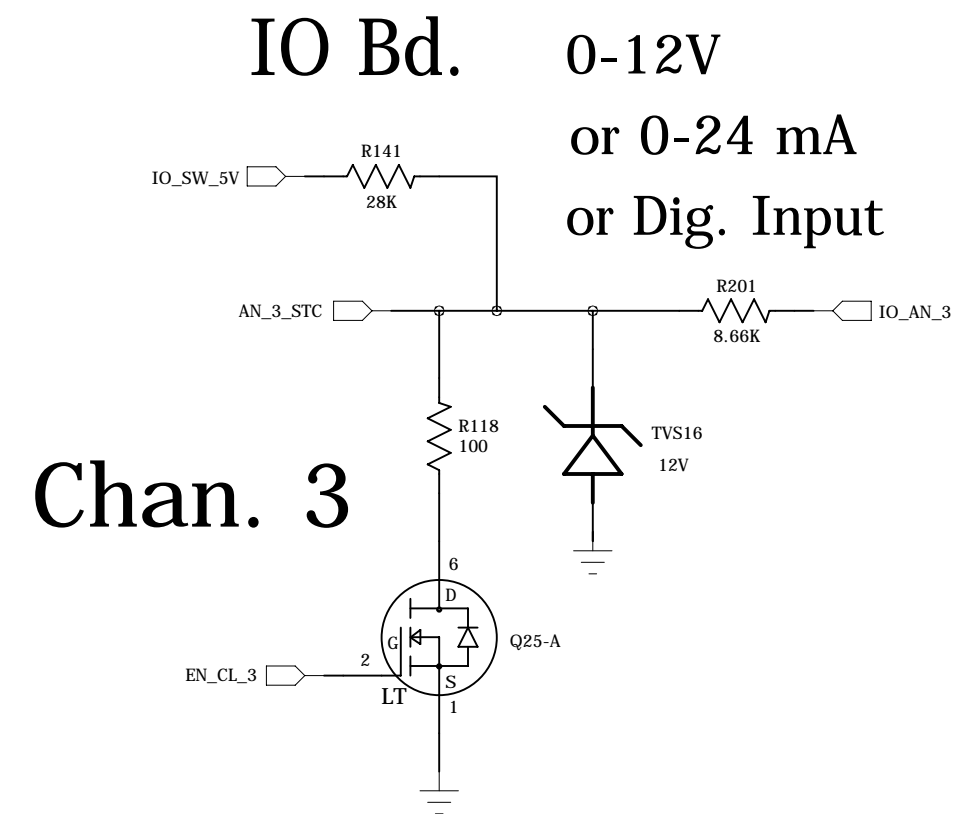 IO Bd.
0-12V
or 0-24 mA
or Dig. Input
R141
IO_SW_5V
28K
R201
AN_3_STC
IO_AN_3
8.66K
R118
100
TVS16
12V
Chan. 3
6
D
G
Q25-A
2
EN_CL_3
S
LT
1